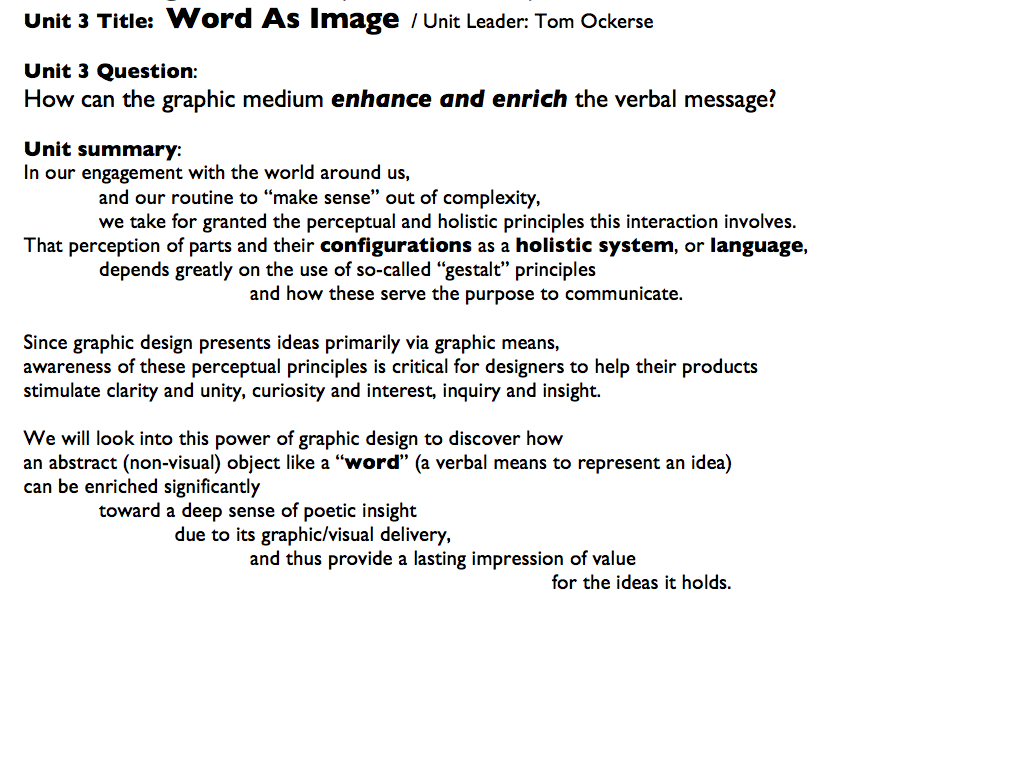 Unit 3 Title: Word As Image / Unit Leader: Tom Ockerse
Unit 3 Question:
How can the graphic medium enhance and enrich the verbal message?
Unit summary:
In our engagement with the world around us,
and our routine to “make sense” out of complexity,
we take for granted the perceptual and holistic principles this interaction involves.
That perception of parts and their configurations as a holistic system, or language,
depends greatly on the use of so-called “gestalt” principles
and how these serve the purpose to communicate.
Since graphic design presents ideas primarily via graphic means,
awareness of these perceptual principles is critical for designers to help their products
stimulate clarity and unity, curiosity and interest, inquiry and insight.
We will look into this power of graphic design to discover how
an abstract (non-visual) object like a “word” (a verbal means to represent an idea)
can be enriched significantly
toward a deep sense of poetic insight
due to its graphic/visual delivery,
and thus provide a lasting impression of value
for the ideas it holds.